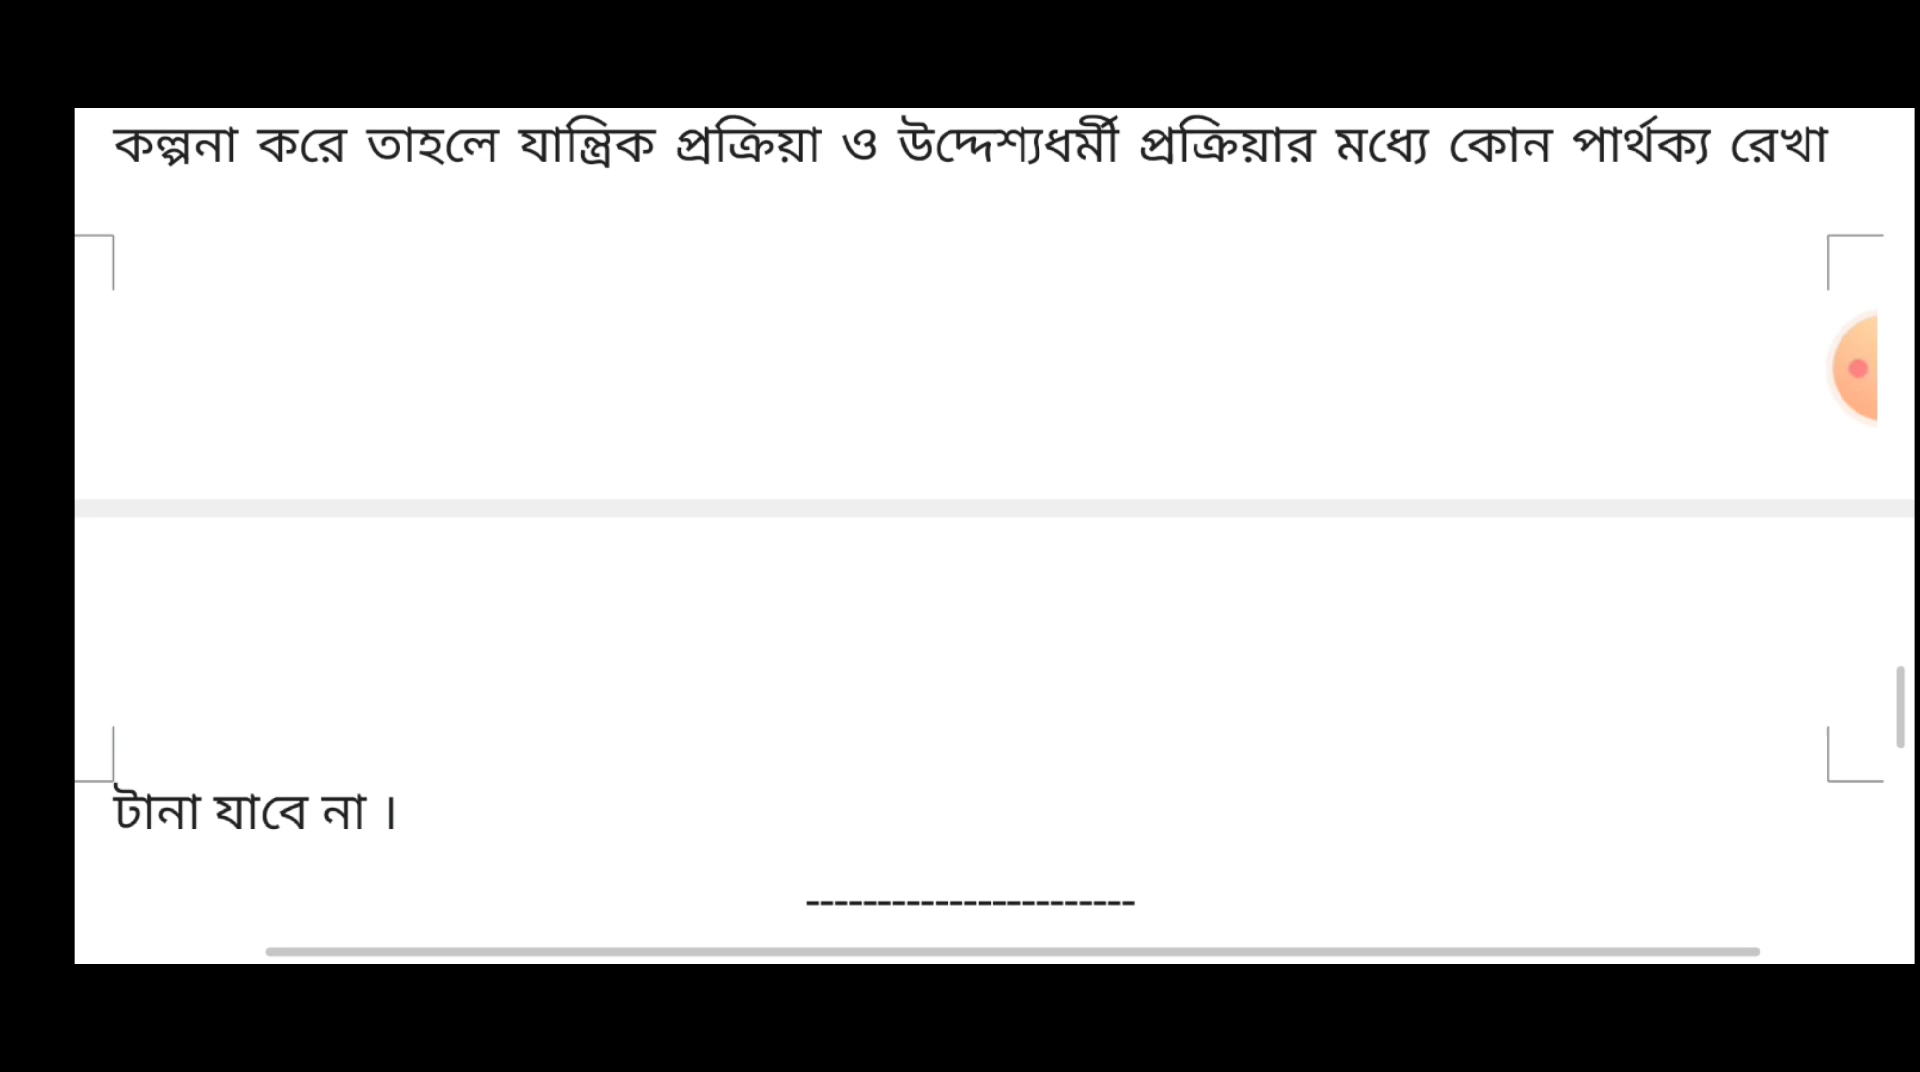 কল্পনা করে তাহলে যান্ত্রিক প্রক্রিয়া ও উদ্দেশ্যধর্মী প্রক্রিয়ার মধ্যে কোন পার্থক্য রেখা
টানা যাবে না ।
-----------------------